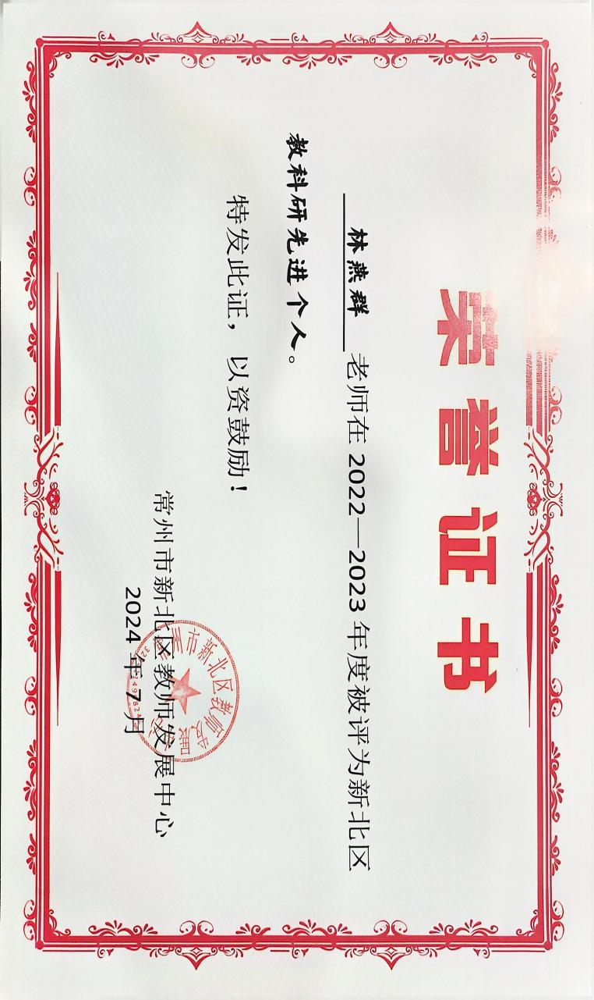 荣誉证书
林燕群 老师在 2022—2023 年度被评为新北区
教科研先进个人。
特发此证，以资鼓励！
常州市新北区教师发展中心
2024 年 7 月